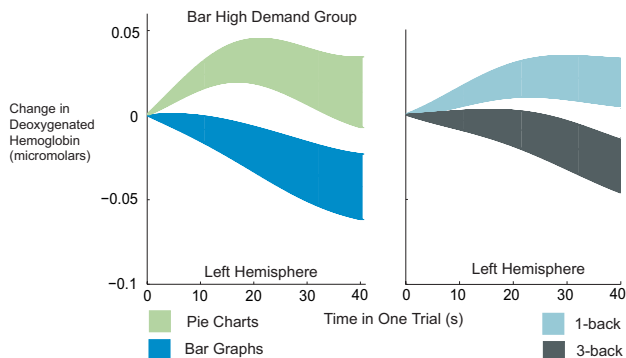 Bar High Demand Group
0.05
Change in
Deoxygenated
Hemoglobin
(micromolars)
0
−0.05
−0.1
Left Hemisphere
Left Hemisphere
0 10 20 30 40
0 10 20 30 40
Time in One Trial (s)
Pie Charts
Bar Graphs
1-back
3-back